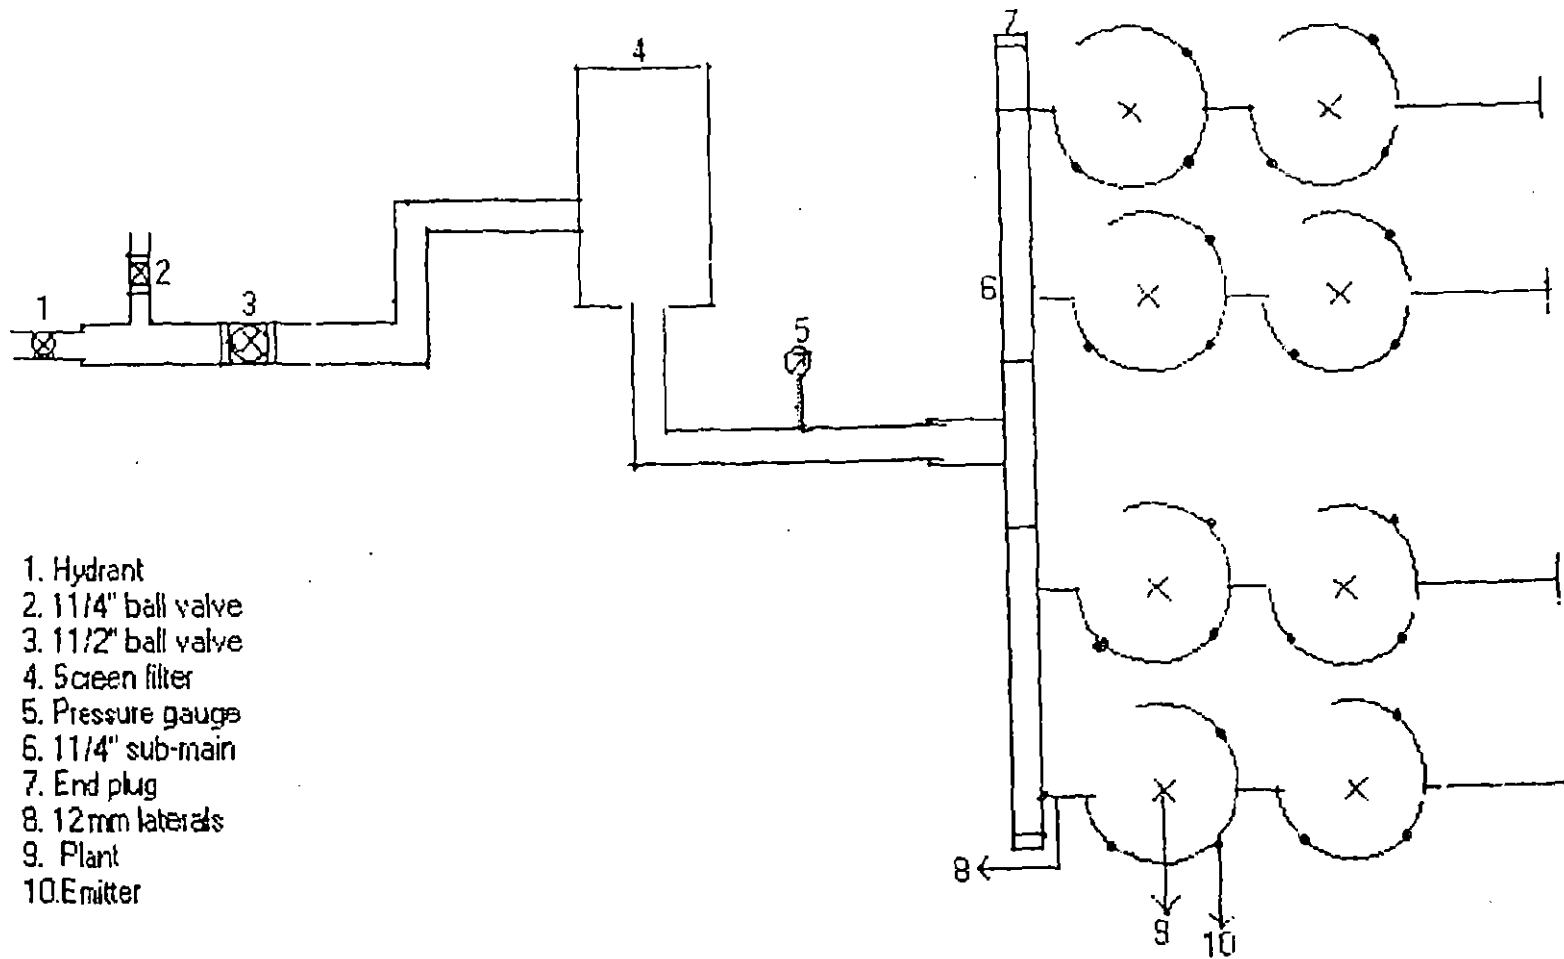 7
4
2
1
3
6
5
8
9
10
1. Hydrant
2. 11/4" ball valve
3. 11/2" ball valve
4. Screen filter
5. Pressure gauge
6. 11/4" sub-main
7. End plug
8. 12mm laterals
9. Plant
10.Emitter